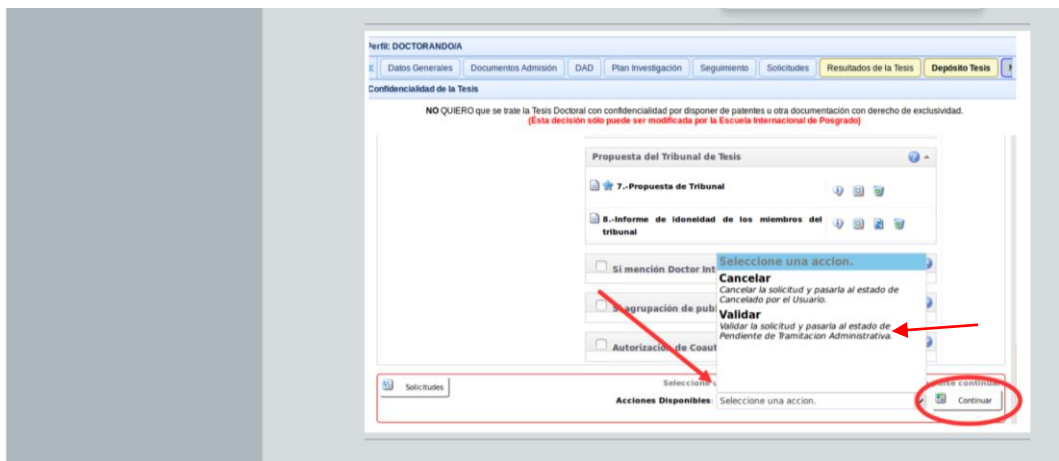 Perfil: DOCTORANDO/A
Datos Generales Documentos Admisión DAD Plan Investigación Seguimiento Solicitudes Resultados de la Tesis Depósito Tesis
Confidencialidad de la Tesis
NO QUIERO que se trate la Tesis Doctoral con confidencialidad por disponer de patentes u otra documentación con derecho de exclusividad.
(Esta decisión sólo puede ser modificada por la Escuela Internacional de Posgrado)
Propuesta del Tribunal de Tesis
7.-Propuesta de Tribunal
8.-Informe de idoneidad de los miembros del
tribunal
Seleccione una accion.
Si mención Doctor Int
Cancelar
Cancelar la solicitud y pasarla al estado de
Cancelado por el Usuario.
Si agrupación de publ
Validar
Validar la solicitud y pasarla al estado de
Pendiente de Tramitacion Administrativa.
Autorización de Coaut
Solicitudes
Seleccione
continua
Acciones Disponibles: Seleccione una accion.
Continuar